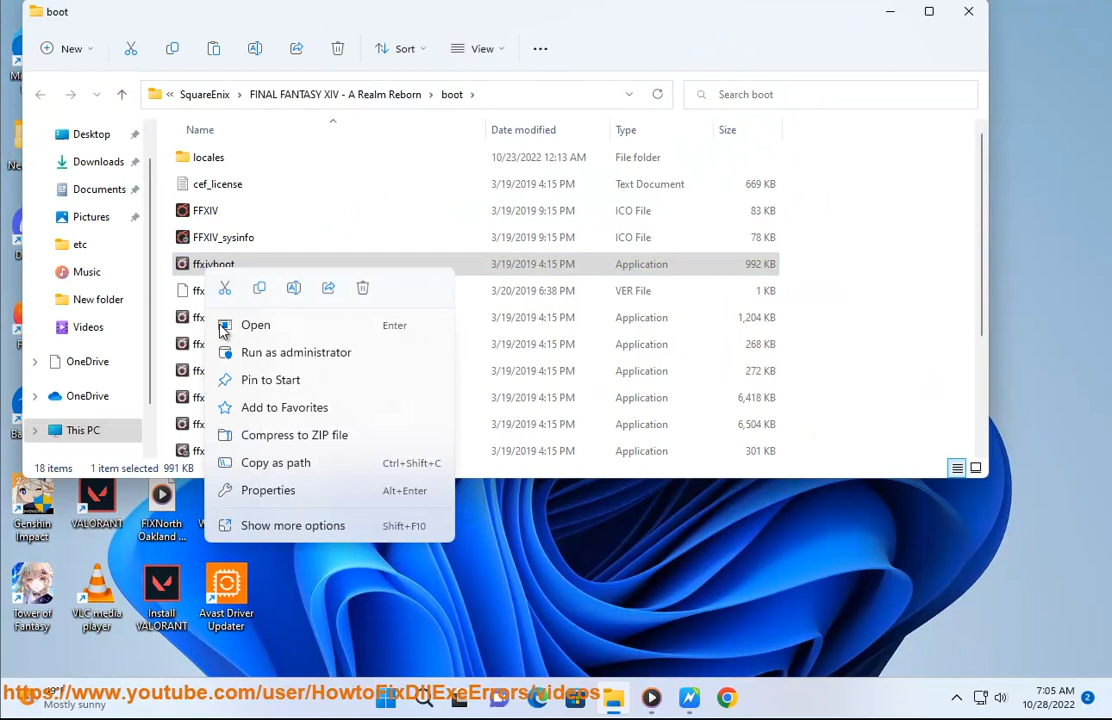 boot
New
Sort
View
« SquareEnix › FINAL FANTASY XIV - A Realm Reborn › boot ›
Search boot
Name Date modified Type Size
Desktop
Downloads
Documents
Pictures
etc
Music
New folder
Videos
OneDrive
OneDrive
This PC
locales 10/23/2022 12:13 AM File folder
cef_license 3/19/2019 4:15 PM Text Document 669 KB
FFXIV 3/19/2019 9:15 PM ICO File 83 KB
FFXIV_sysinfo 3/19/2019 9:15 PM ICO File 78 KB
ffxivboot 3/19/2019 4:15 PM Application 992 KB
ffx 3/20/2019 6:38 PM VER File 1 KB
ffx 3/19/2019 4:15 PM Application 1,204 KB
ffx 3/19/2019 4:15 PM Application 268 KB
ffx 3/19/2019 4:15 PM Application 272 KB
ffx 3/19/2019 4:15 PM Application 6,418 KB
ffx 3/19/2019 4:15 PM Application 6,504 KB
ffx 3/19/2019 4:15 PM Application 301 KB
Open Enter
Run as administrator
Pin to Start
Add to Favorites
Compress to ZIP file
Copy as path Ctrl+Shift+C
Properties Alt+Enter
Show more options Shift+F10
18 items 1 item selected 991 KB
Genshin Impact
VALORANT
FIXNorth Oakland ...
Tower of Fantasy
VLC media player
Install VALORANT
Avast Driver Updater
https://www.youtube.com/user/HowtoFixDllExeErrors/videos
Mostly sunny
7:05 AM
10/28/2022
2